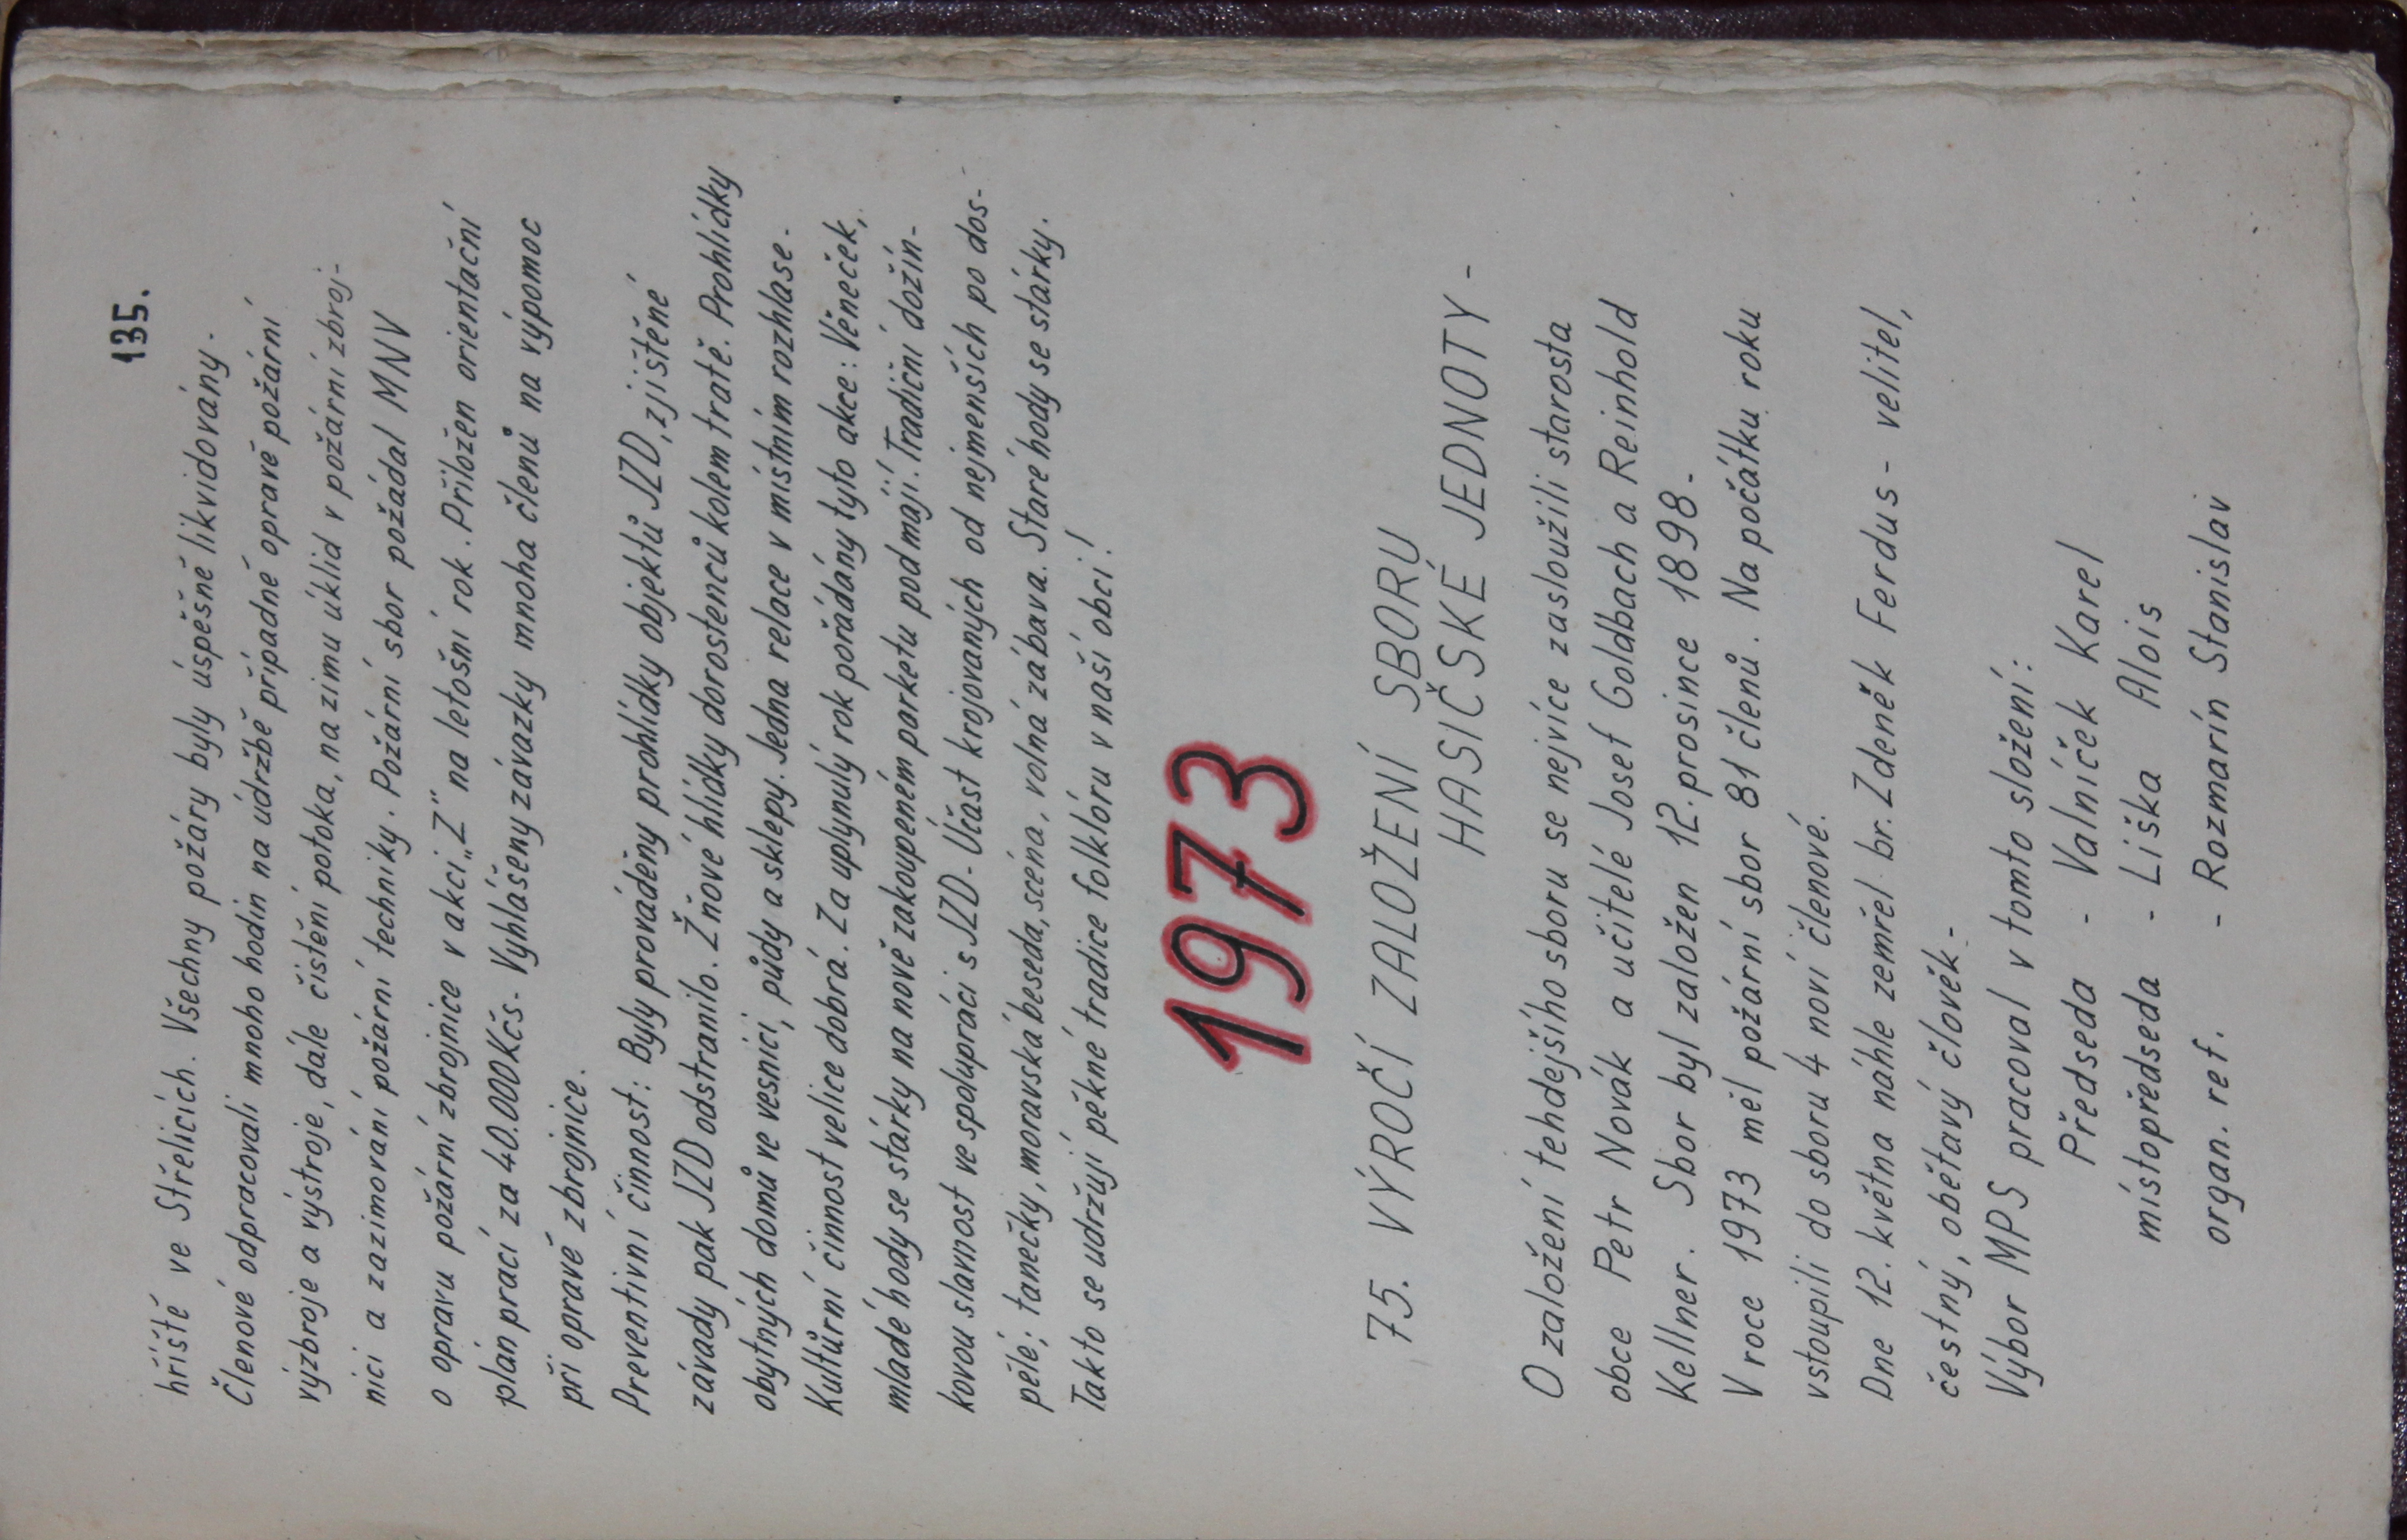 135.
hřiště ve Střelicích. Všechny požáry byly úspěšně likvidovány.
Členové odpracovali mnoho hodin na údržbě případné opravě požární
výzbroje a výstroje, dále čistění potoka, na zimu úklid v požární zbroj-
nici a zazimování požární techniky. Požární sbor požádal MNV
o opravu požární zbrojnice v akci „Z" na letošní rok. Přiložen orientační
plán prací za 40.000Kčs- Vyhlášeny závazky mnoha členů na výpomoc
při opravě zbrojnice.
Preventivní činnost: Byly prováděny prohlídky objektů JZD, zjištěné
závady pak JZD odstranilo. Žňové hlídky dorostenců kolem tratě. Prohlídky
obytných domů ve vesnici, půdy a sklepy. Jedna relace v místním rozhlase.
Kulturní činnost velice dobrá. Za uplynulý rok pořádány tyto akce: Věneček,
mladé hody se stárky na nově zakoupeném parketu pod májí. Tradiční dožín-
kovou slavnost ve spolupráci s JZD- Účast krojovaných od nejmenších po dos-
pělé; tanečky, moravská beseda, scéna, volná zábava. Staré hody se stárky.
Takto se udržují pěkné tradice folklóru v naší obci!
1973
75. VÝROČÍ ZALOŽENÍ SBORU
HASIČSKÉ JEDNOTY -
O založení tehdejšího sboru se nejvíce zasloužili starosta
obce Petr Novák a učitelé Josef Goldbach a Reinhold
Kellner. Sbor byl založen 12. prosince 1898-
V roce 1973 měl požární sbor 81 členů. Na počátku roku
vstoupili do sboru 4 noví členové.
Dne 12. května náhle zemřel br. Zdeněk Ferdus - velitel,
čestný, obětavý člověk-
Výbor MPS pracoval v tomto složení:
Předseda - Valníček Karel
místopředseda - Liška Alois
organ. ref. - Rozmarín Stanislav